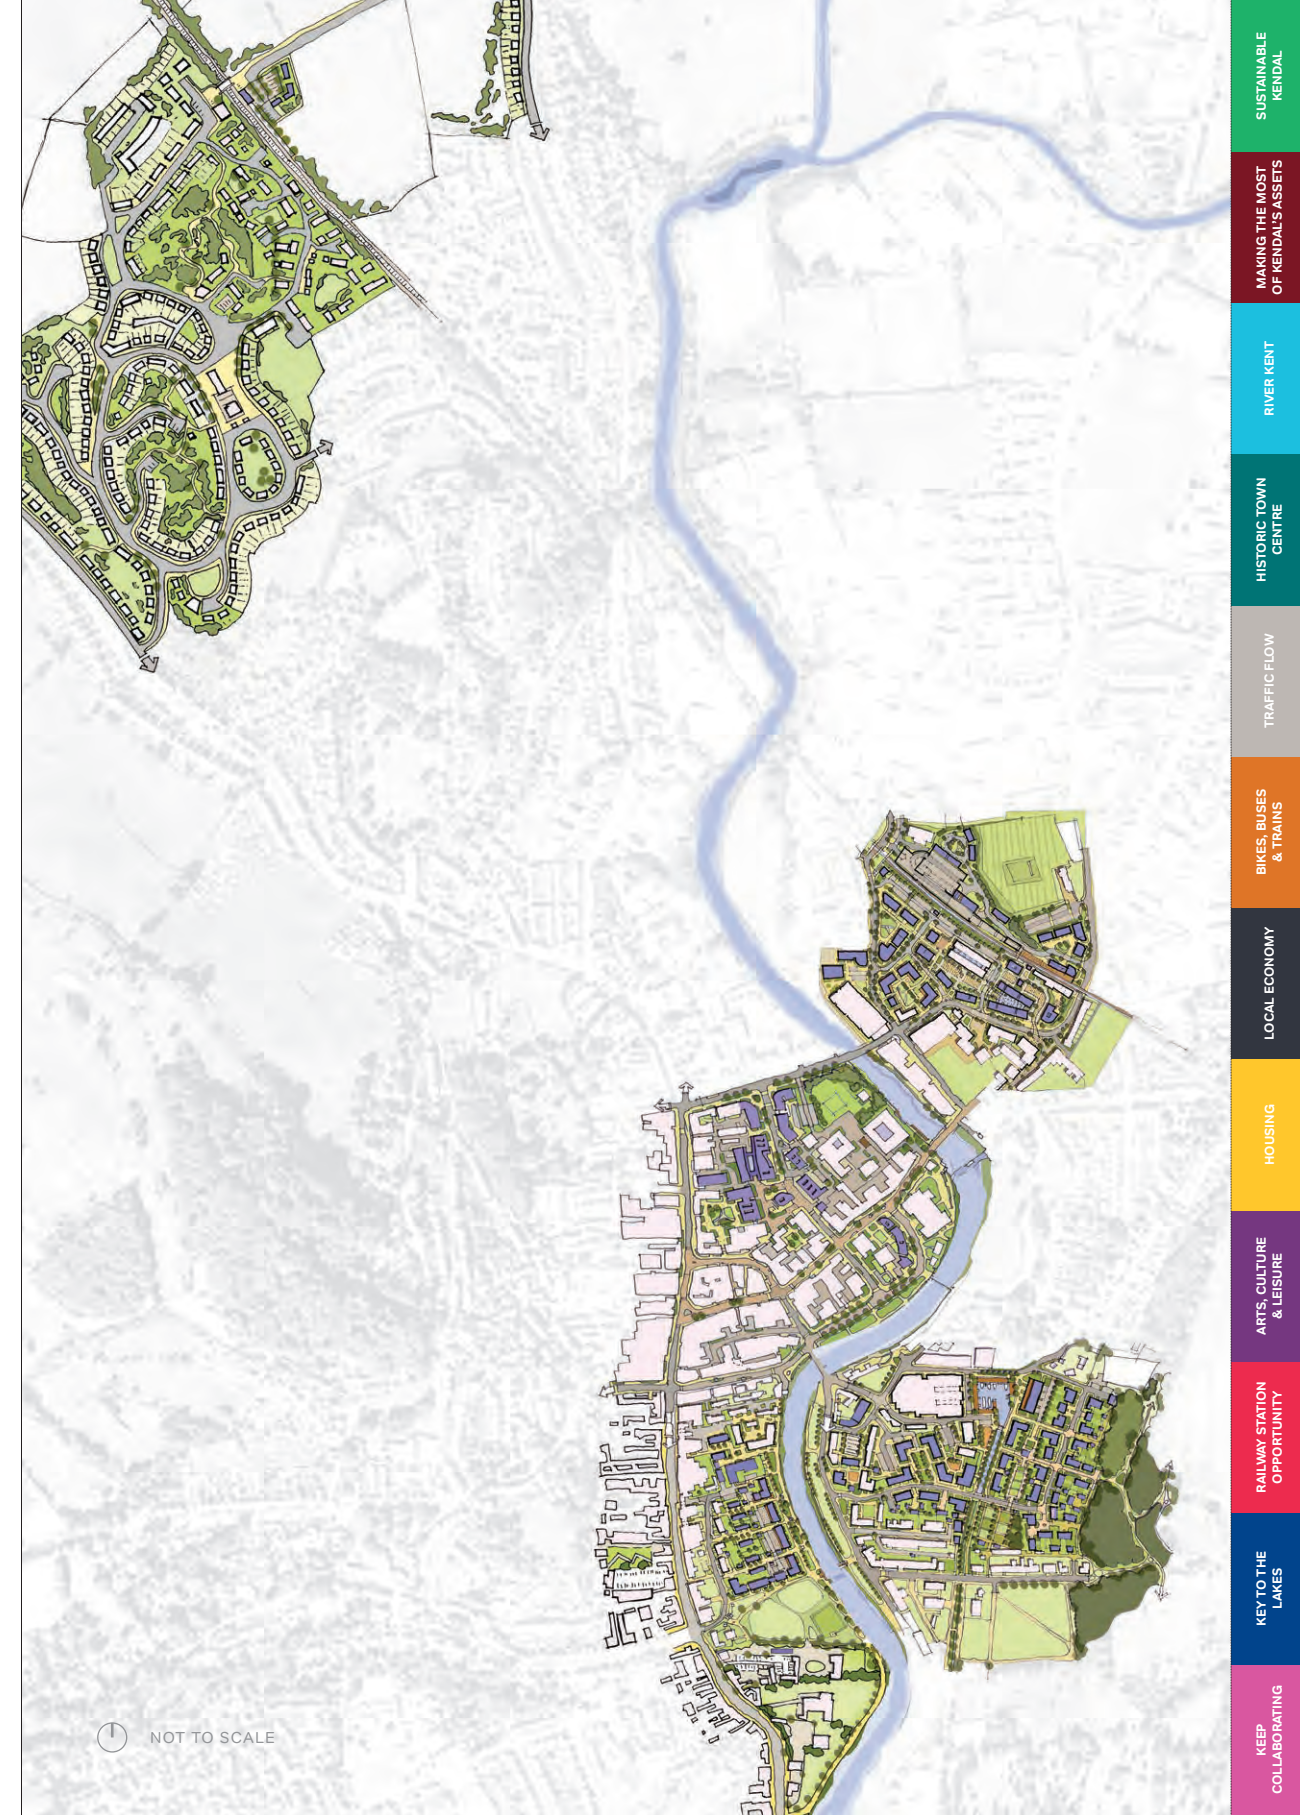 SUSTAINABLE
KENDAL
MAKING THE MOST
OF KENDAL'S ASSETS
RIVER KENT
HISTORIC TOWN
CENTRE
TRAFFIC FLOW
BIKES, BUSES
& TRAINS
LOCAL ECONOMY
HOUSING
ARTS, CULTURE
& LEISURE
RAILWAY STATION
OPPORTUNITY
KEY TO THE
LAKES
KEEP
COLLABORATING
NOT TO SCALE